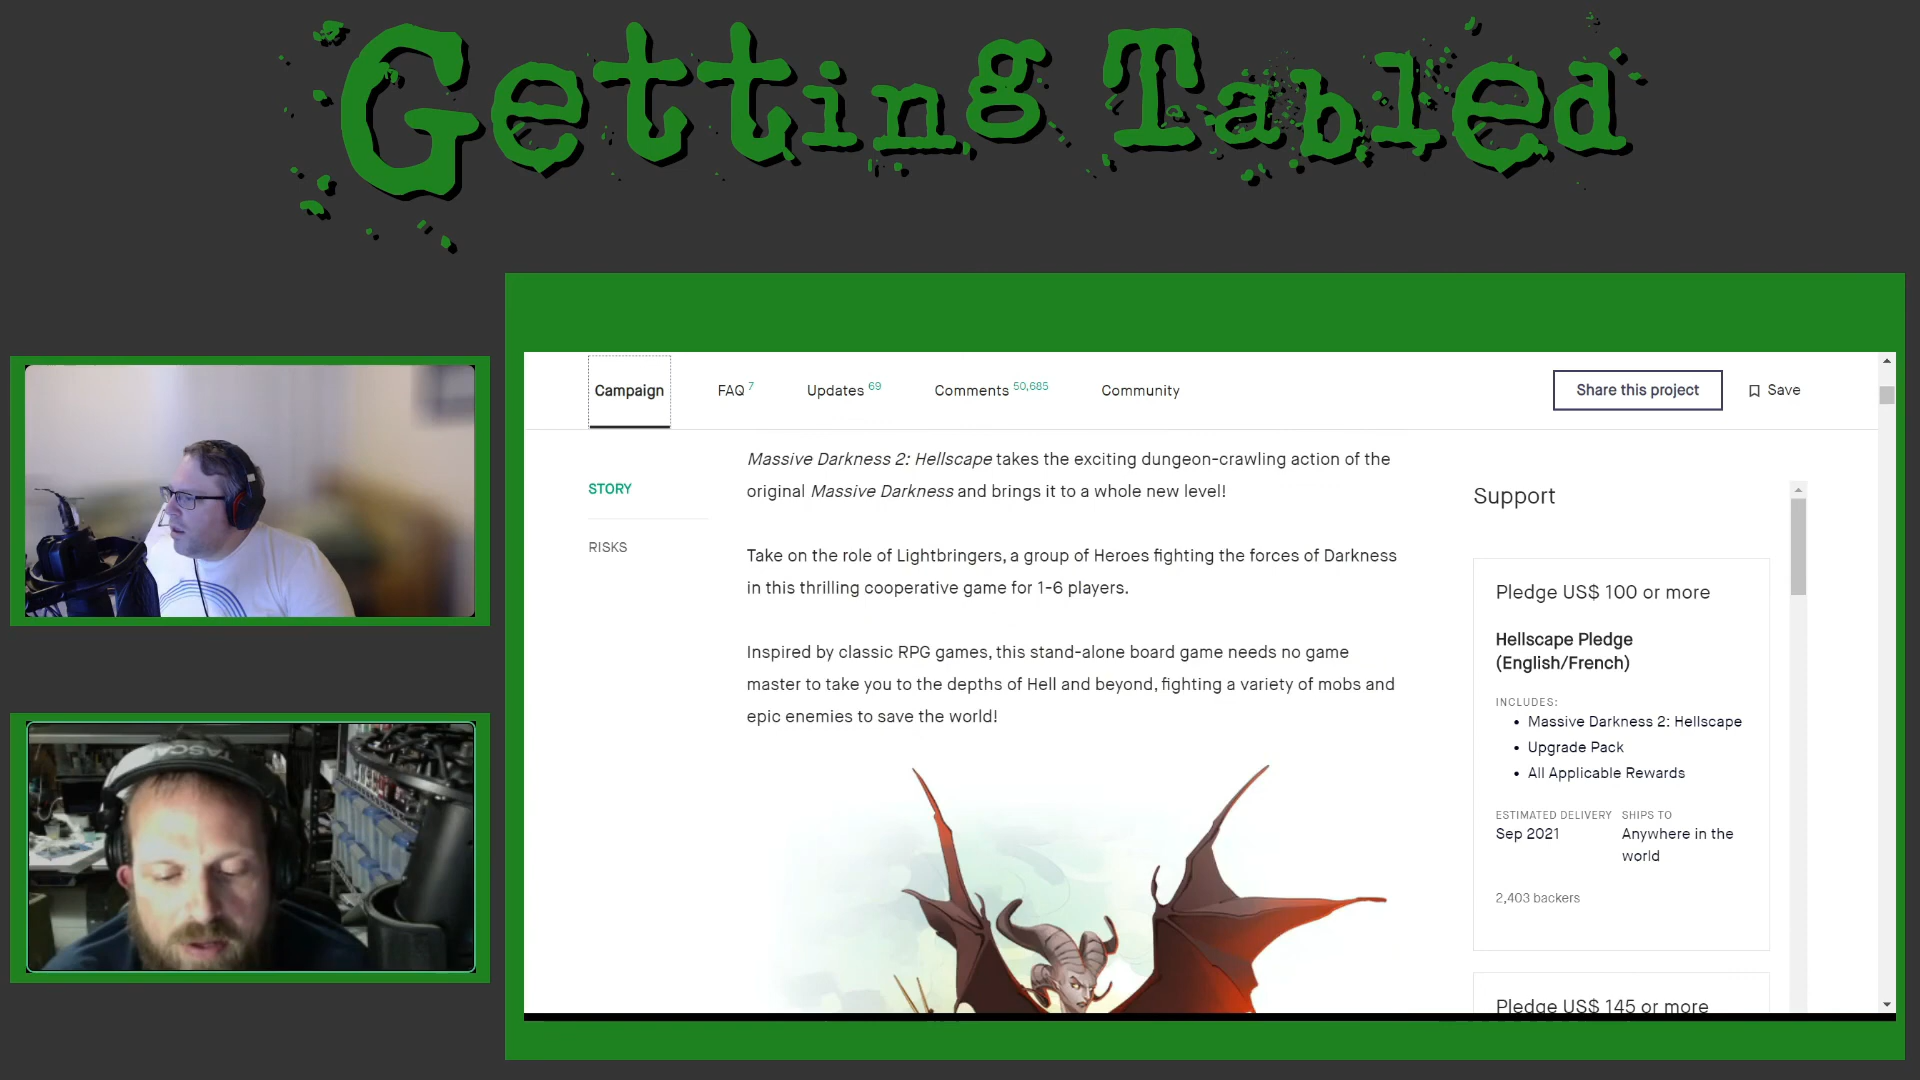 Getting Tabled
Campaign
FAQ 7
Updates 69
Comments 50,685
Community
Share this project
Save
STORY
RISKS
Massive Darkness 2: Hellscape takes the exciting dungeon-crawling action of the
original Massive Darkness and brings it to a whole new level!
Take on the role of Lightbringers, a group of Heroes fighting the forces of Darkness
in this thrilling cooperative game for 1-6 players.
Inspired by classic RPG games, this stand-alone board game needs no game
master to take you to the depths of Hell and beyond, fighting a variety of mobs and
epic enemies to save the world!
Support
Pledge US$ 100 or more
Hellscape Pledge
(English/French)
INCLUDES:
• Massive Darkness 2: Hellscape
• Upgrade Pack
• All Applicable Rewards
ESTIMATED DELIVERY
Sep 2021
SHIPS TO
Anywhere in the
world
2,403 backers
Pledge US$ 145 or more